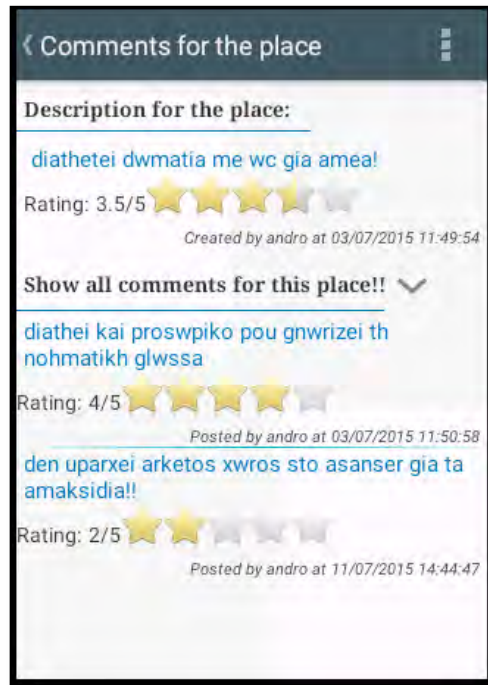 Comments for the place
Description for the place:
diathetei dwmatia me wc gia amea!
Rating: 3.5/5
Created by andro at 03/07/2015 11:49:54
Show all comments for this place!!
diathei kai proswpiko pou gnwrizei th
nohmatikh glwssa
Rating: 4/5
Posted by andro at 03/07/2015 11:50:58
den uparxei arketos xwros sto asanser gia ta
amaksidia!!
Rating: 2/5
Posted by andro at 11/07/2015 14:44:47